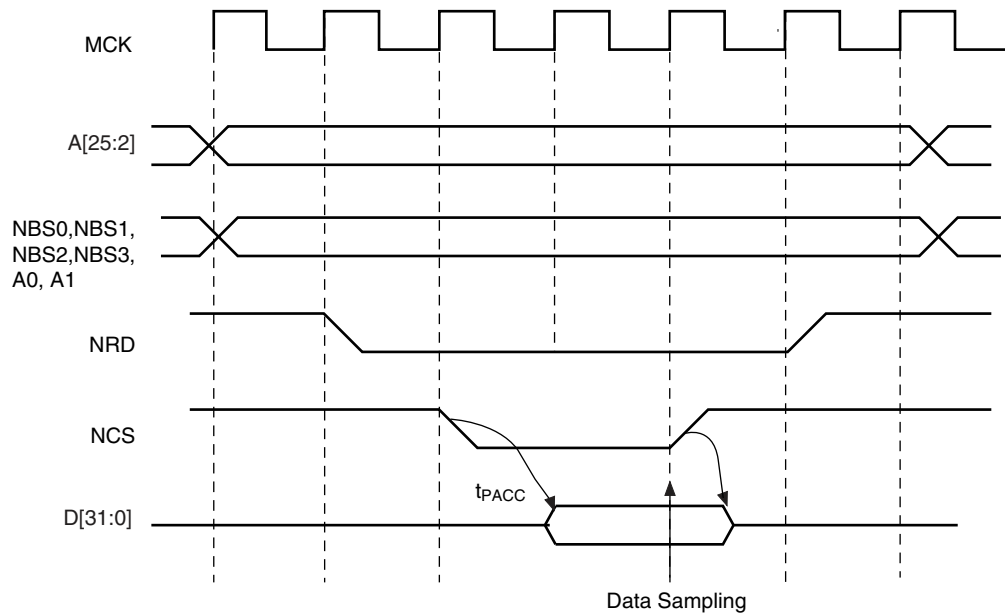 MCK
A[25:2]
NBS0,NBS1,
NBS2,NBS3,
A0, A1
NRD
NCS
tPACC
D[31:0]
Data Sampling